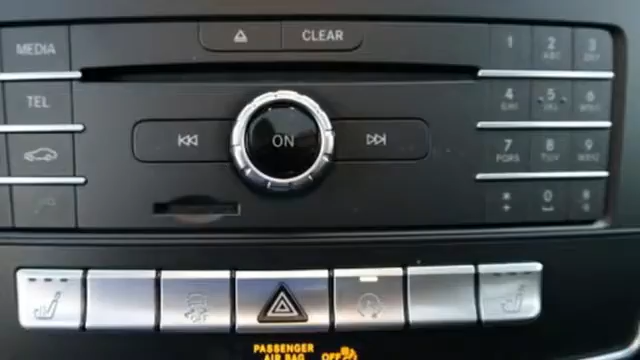 CLEAR
MEDIA
1 2 ABC 3 DEF
TEL
4 GHI 5 JKL 6 MNO
ON
7 PQRS 8 TUV 9 WXYZ
* + 0 #
PASSENGER
AIR BAG OFF